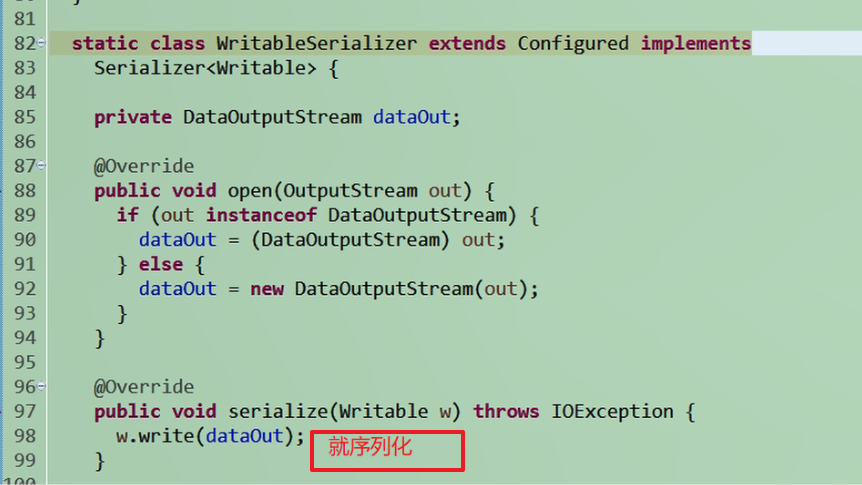 }
81
82 static class WritableSerializer extends Configured implements
83 Serializer<Writable> {
84
85 private DataOutputStream dataOut;
86
87 @Override
88 public void open(OutputStream out) {
89 if (out instanceof DataOutputStream) {
90 dataOut = (DataOutputStream) out;
91 } else {
92 dataOut = new DataOutputStream(out);
93 }
94 }
95
96 @Override
97 public void serialize(Writable w) throws IOException {
98 w.write(dataOut);
就序列化
99 }
100